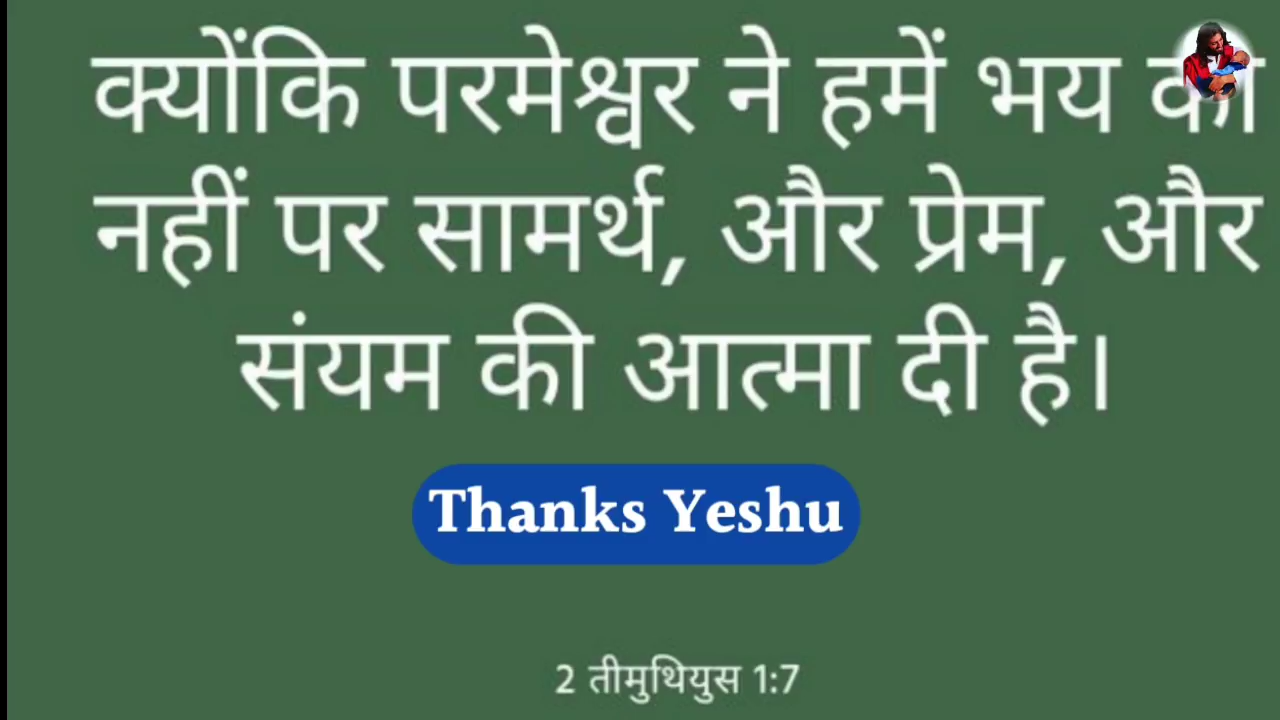 क्योंकि परमेश्वर ने हमें भय की
नहीं पर सामर्थ, और प्रेम, और
संयम की आत्मा दी है।
Thanks Yeshu
2 तीमुथियुस 1:7